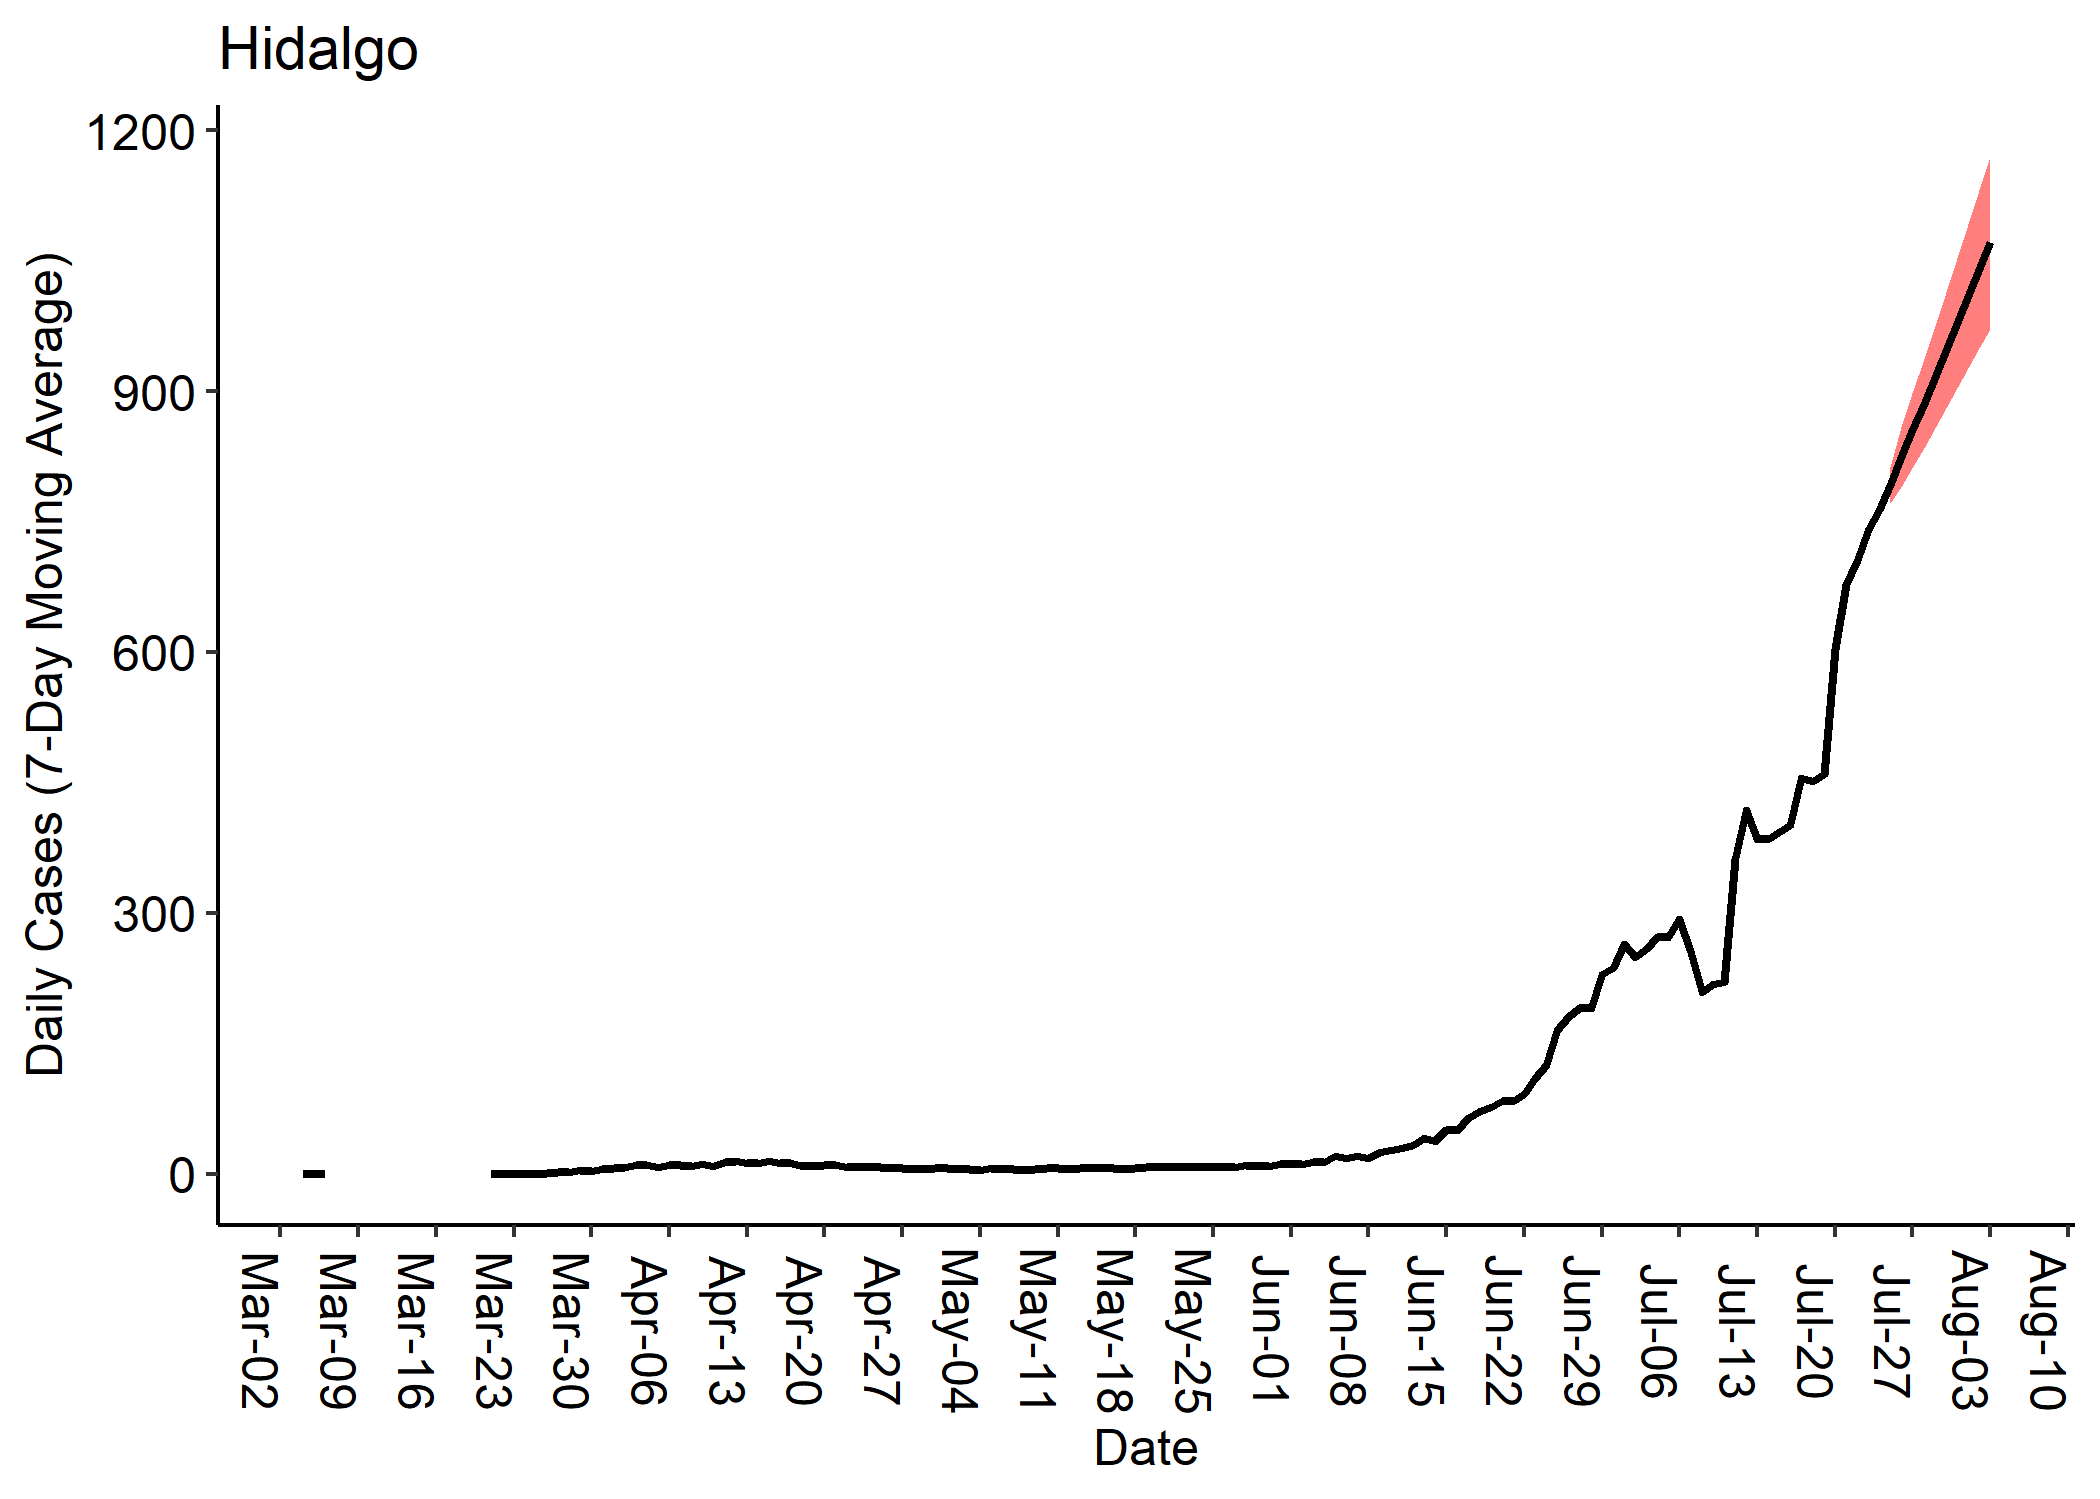 Hidalgo
1200
900
600
300
0
Daily Cases (7-Day Moving Average)
Mar-02
Mar-09
Mar-16
Mar-23
Mar-30
Apr-06
Apr-13
Apr-20
Apr-27
May-04
May-11
May-18
May-25
Jun-01
Jun-08
Jun-15
Jun-22
Jun-29
Jul-06
Jul-13
Jul-20
Jul-27
Aug-03
Aug-10
Date